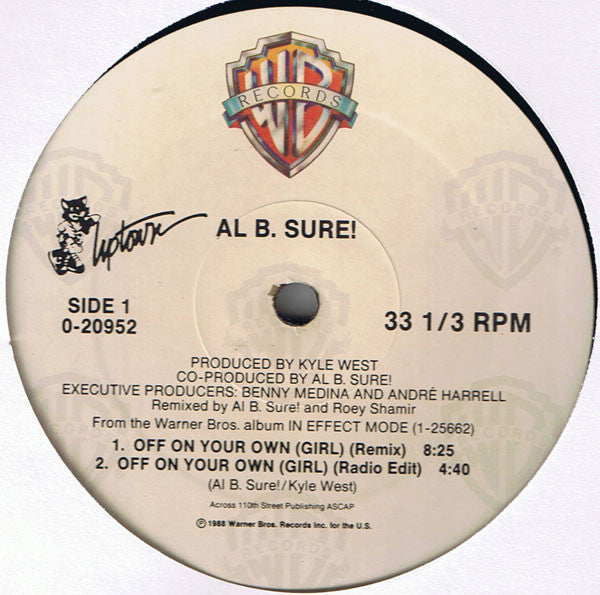 WB
RECORDS
Uptown
AL B. SURE!
SIDE 1
0-20952
33 1/3 RPM
PRODUCED BY KYLE WEST
CO-PRODUCED BY AL B. SURE!
EXECUTIVE PRODUCERS: BENNY MEDINA AND ANDRÉ HARRELL
Remixed by Al B. Sure! and Roey Shamir
From the Warner Bros. album IN EFFECT MODE (1-25662)
1. OFF ON YOUR OWN (GIRL) (Remix) 8:25
2. OFF ON YOUR OWN (GIRL) (Radio Edit) 4:40
(Al B. Sure!/Kyle West)
Across 110th Street Publishing ASCAP
℗ 1988 Warner Bros. Records Inc. for the U.S.